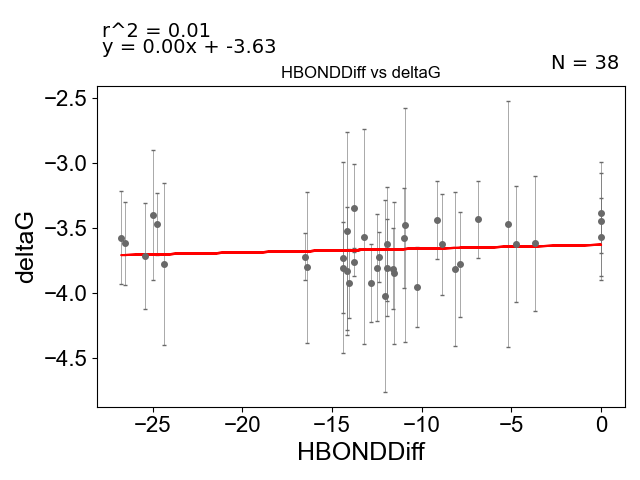 r^2 = 0.01
y = 0.00x + -3.63
N = 38
HBONDDiff vs deltaG
−2.5
−3.0
−3.5
−4.0
−4.5
deltaG
−25
−20
−15
−10
−5
0
HBONDDiff